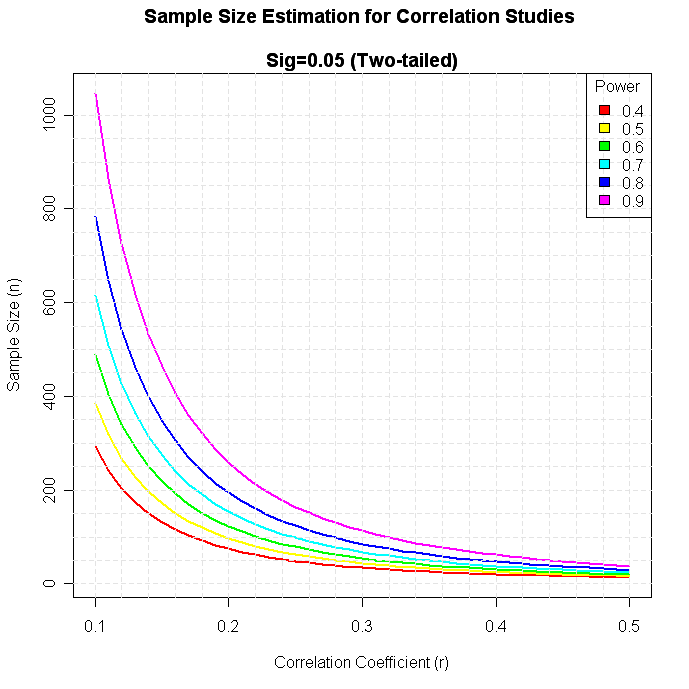 Sample Size Estimation for Correlation Studies
Sig=0.05 (Two-tailed)
Power
0.4
0.5
0.6
0.7
0.8
0.9
Sample Size (n)
1000
800
600
400
200
0
0.1 0.2 0.3 0.4 0.5
Correlation Coefficient (r)